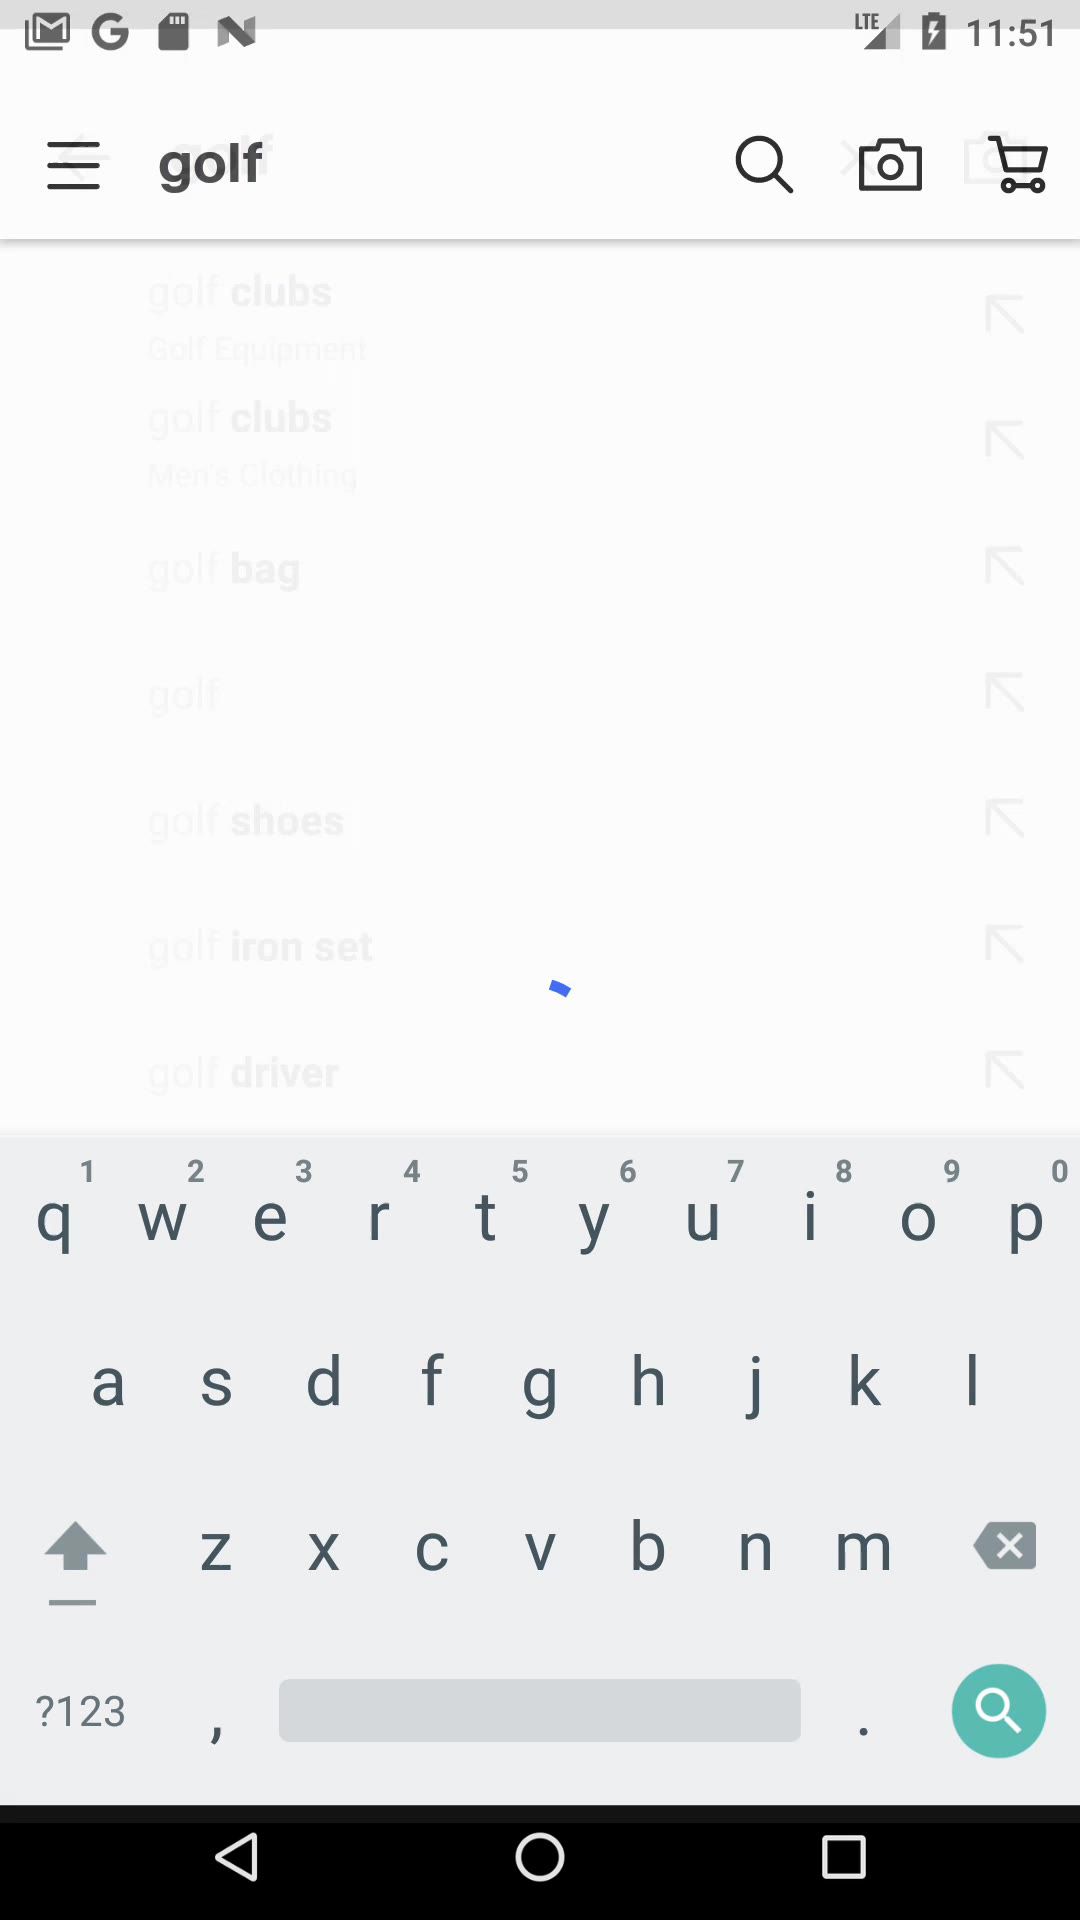 LTE 11:51
golf
golf
golf clubs
Golf Equipment
golf clubs
Men's Clothing
golf bag
golf
golf shoes
golf iron set
golf driver
1 2 3 4 5 6 7 8 9 0
q w e r t y u i o p
a s d f g h j k l
z x c v b n m
?123 , .